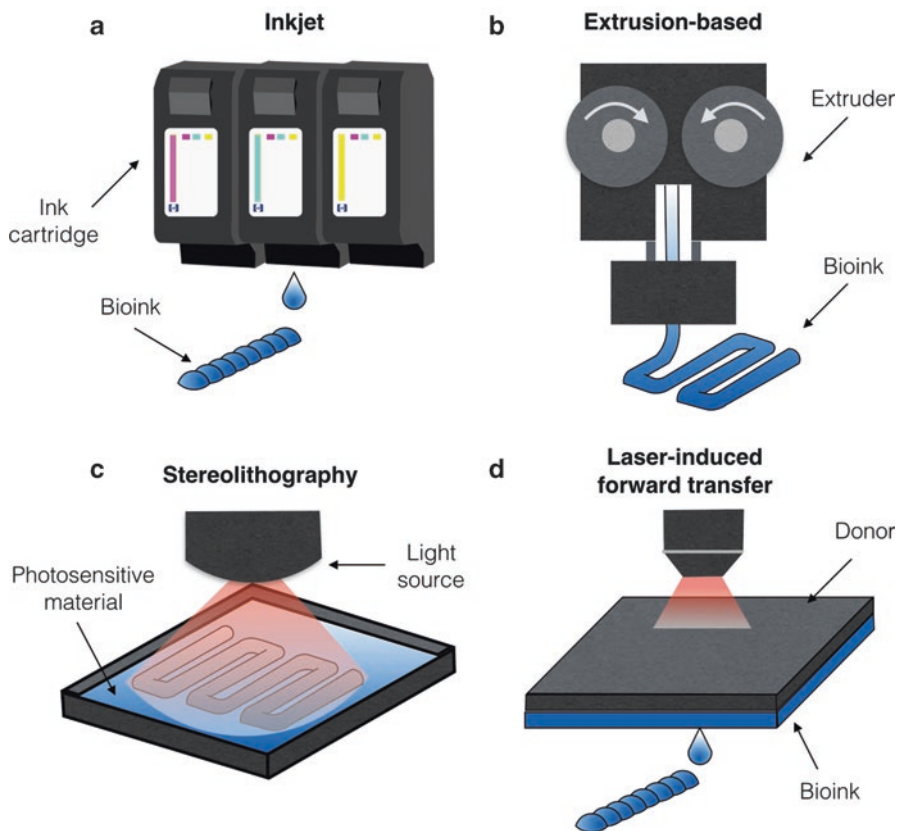 a
Inkjet
Ink
cartridge
Bioink
b
Extrusion-based
Extruder
Bioink
c
Stereolithography
Photosensitive
material
Light
source
d
Laser-induced
forward transfer
Donor
Bioink